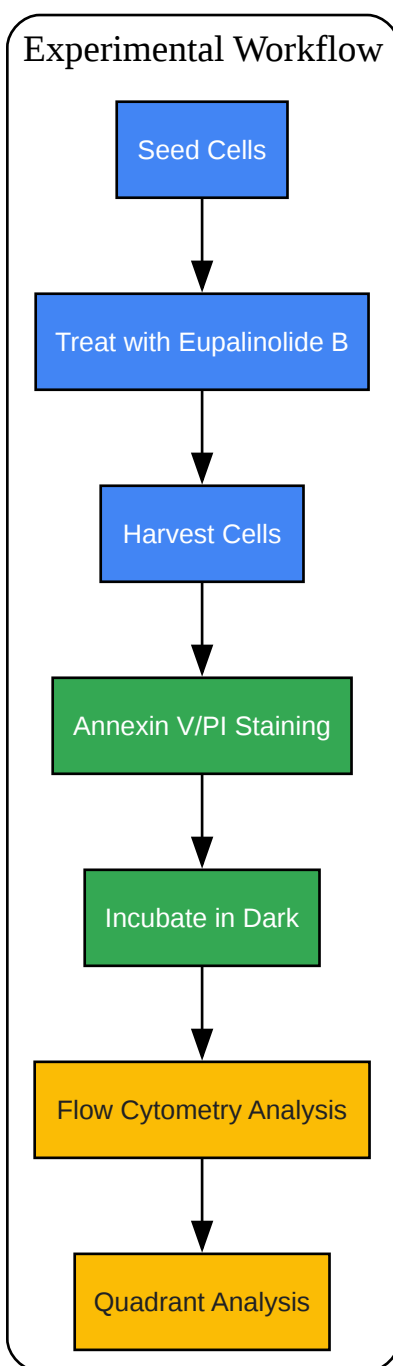 Experimental Workflow
Seed Cells
Treat with Eupalinolide B
Harvest Cells
Annexin V/PI Staining
Incubate in Dark
Flow Cytometry Analysis
Quadrant Analysis